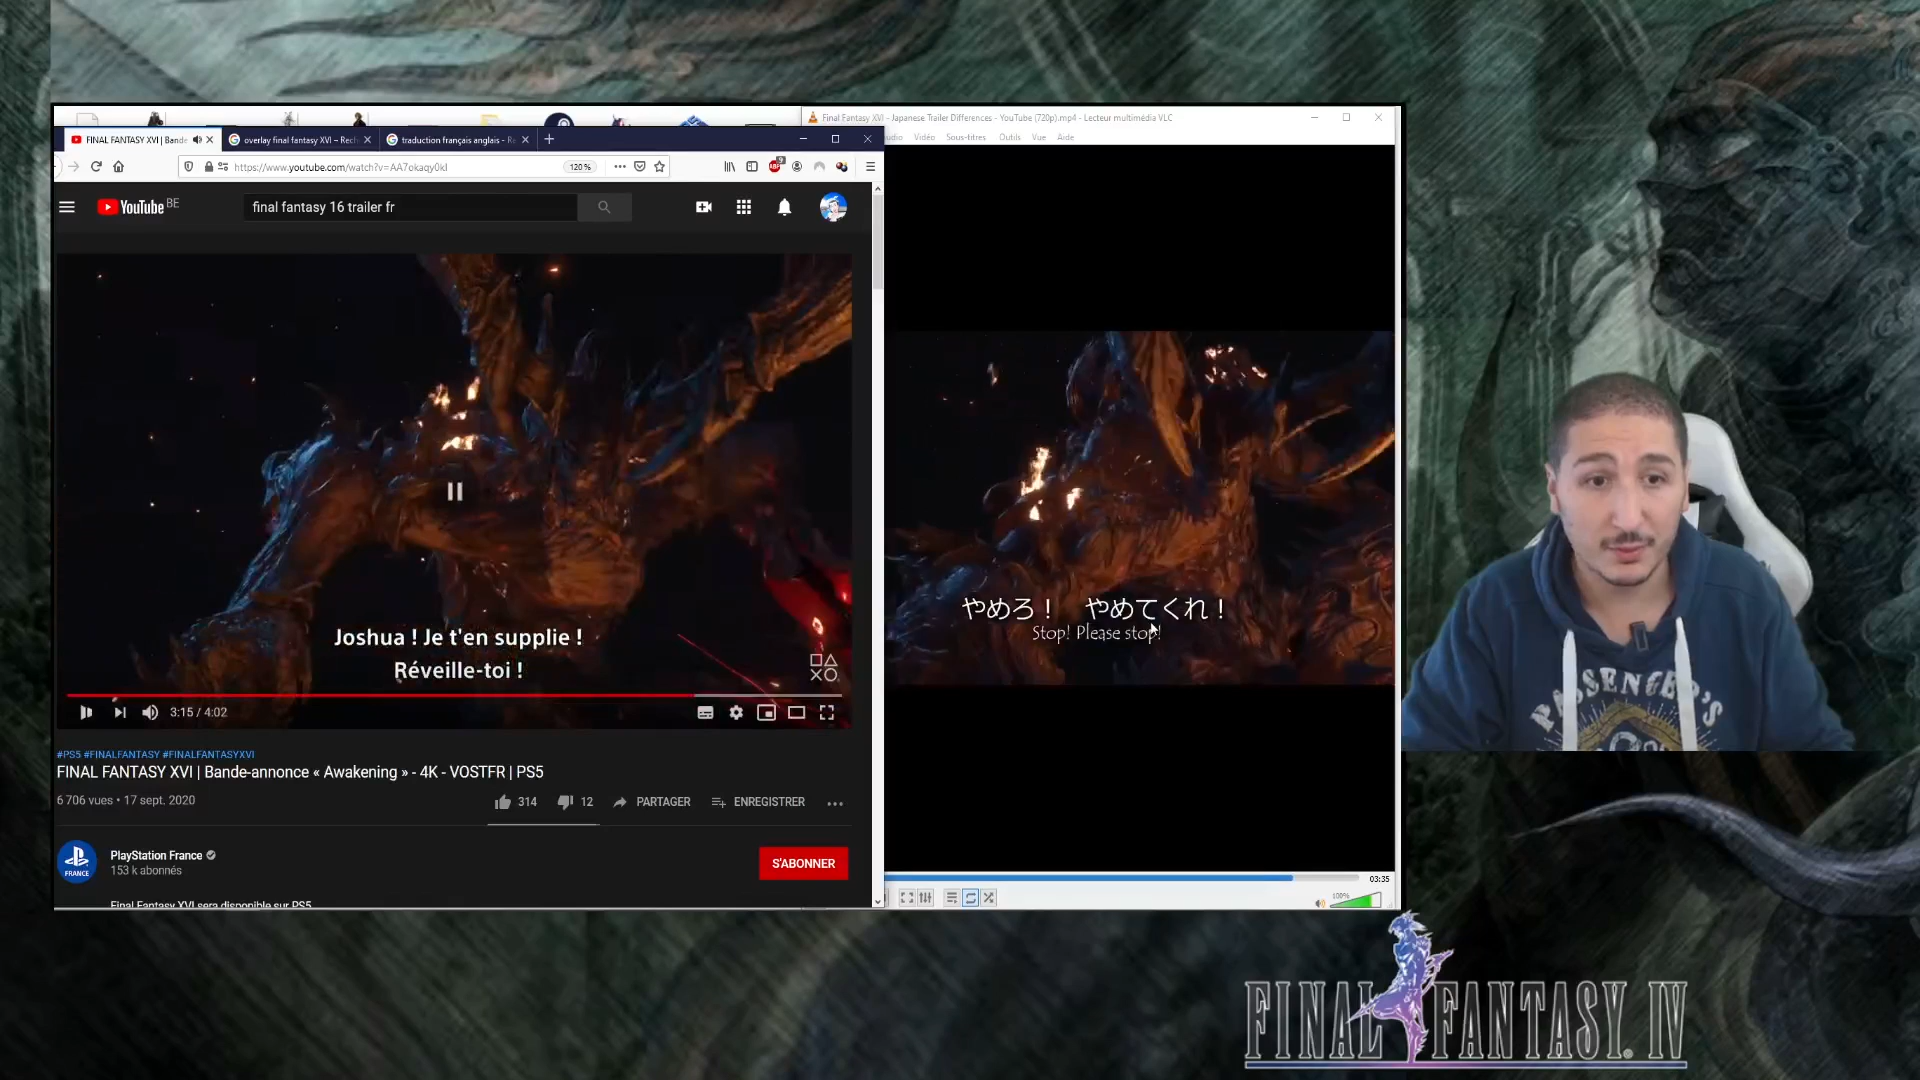 Final Fantasy XVI - Japanese Trailer Differences - YouTube (720p).mp4 - Lecteur multimédia VLC
Vidéo Sous-titres Outils Vue Aide
FINAL FANTASY XVI | Bande
overlay final fantasy XVI - Rech
traduction français anglais - Re
https://www.youtube.com/watch?v=AA7okaqy0kI
120 %
YouTube BE
final fantasy 16 trailer fr
Joshua ! Je t'en supplie !
Réveille-toi !
3:15 / 4:02
#PS5 #FINALFANTASY #FINALFANTASYXVI
FINAL FANTASY XVI | Bande-annonce « Awakening » - 4K - VOSTFR | PS5
6 706 vues • 17 sept. 2020
314
12
PARTAGER
ENREGISTRER
FRANCE
PlayStation France
153 k abonnés
S'ABONNER
Final Fantasy XVI sera disponible sur PS5
やめろ！ やめてくれ！
Stop! Please stop!
03:35
100%
PASSENGER'S
FINAL FANTASY IV